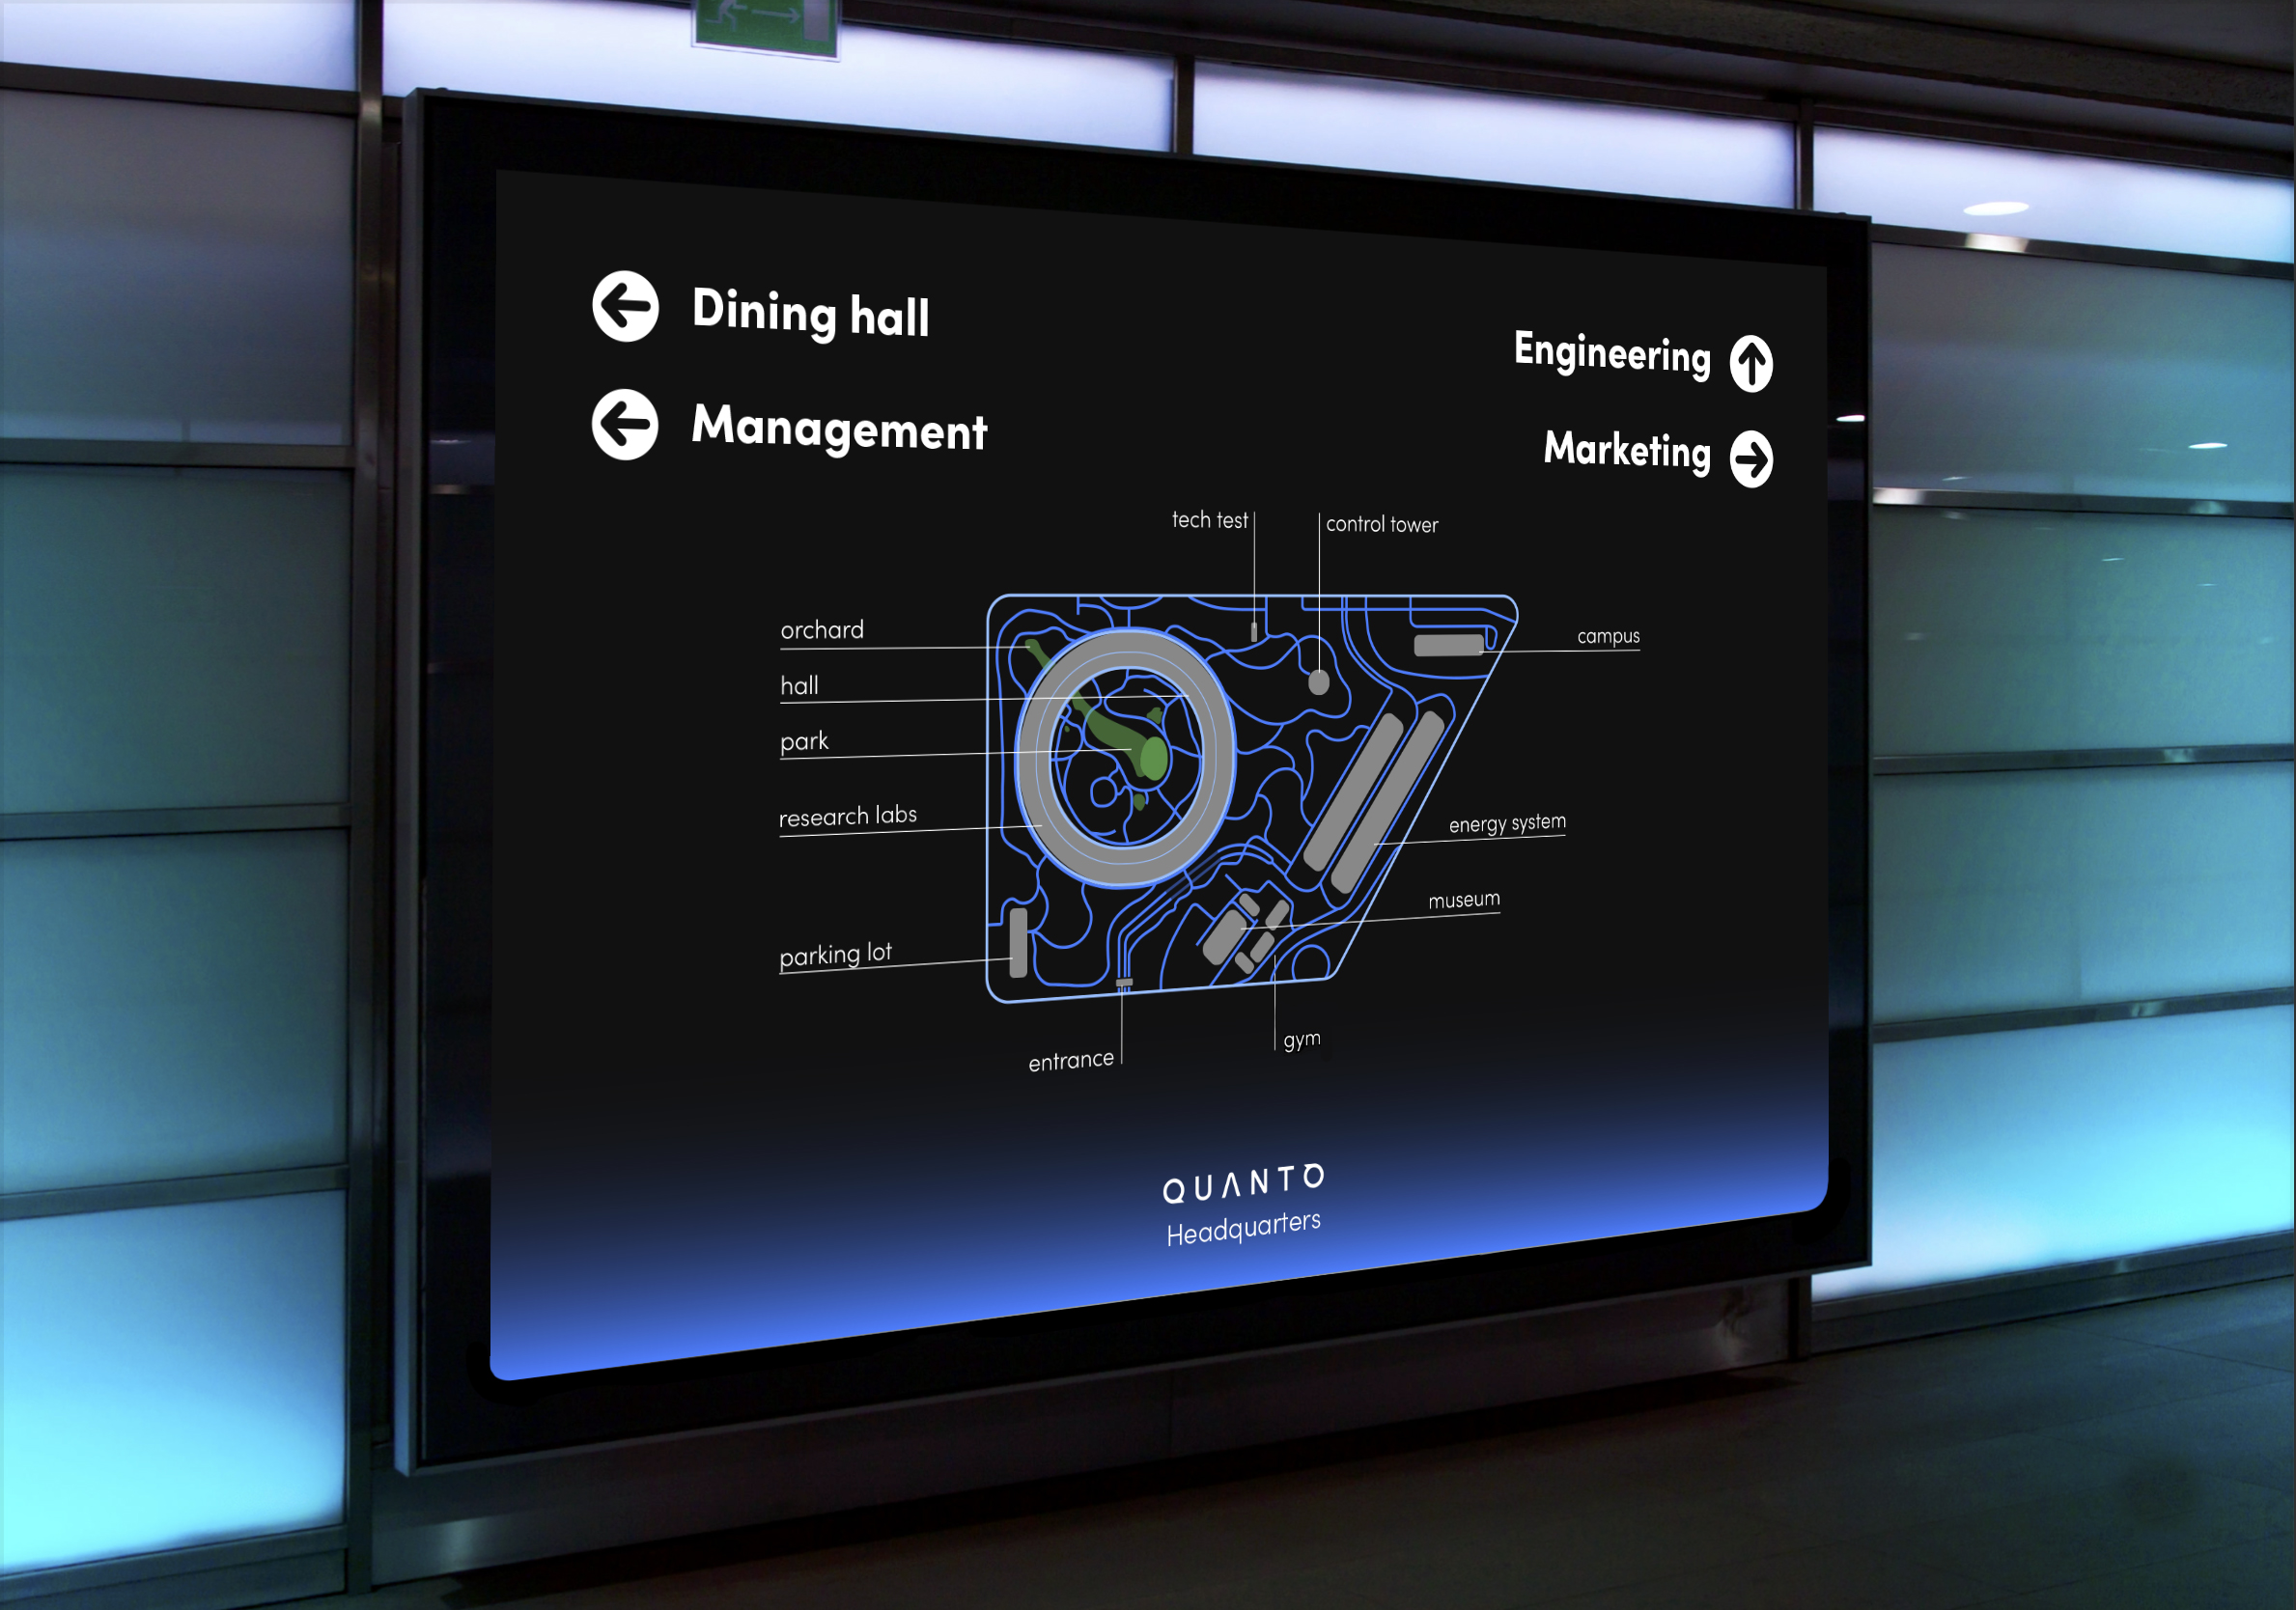 Dining hall
Management
Engineering
Marketing
tech test
control tower
orchard
hall
park
research labs
parking lot
campus
energy system
museum
entrance
gym
QUANTO
Headquarters